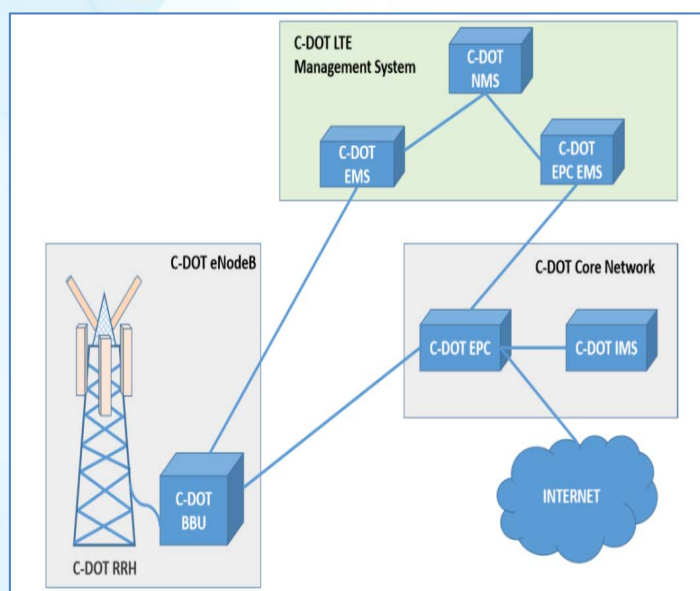 C-DOT LTE
Management System
C-DOT
NMS
C-DOT
EMS
C-DOT
EPC EMS
C-DOT eNodeB
C-DOT Core Network
C-DOT EPC
C-DOT IMS
C-DOT
BBU
INTERNET
C-DOT RRH